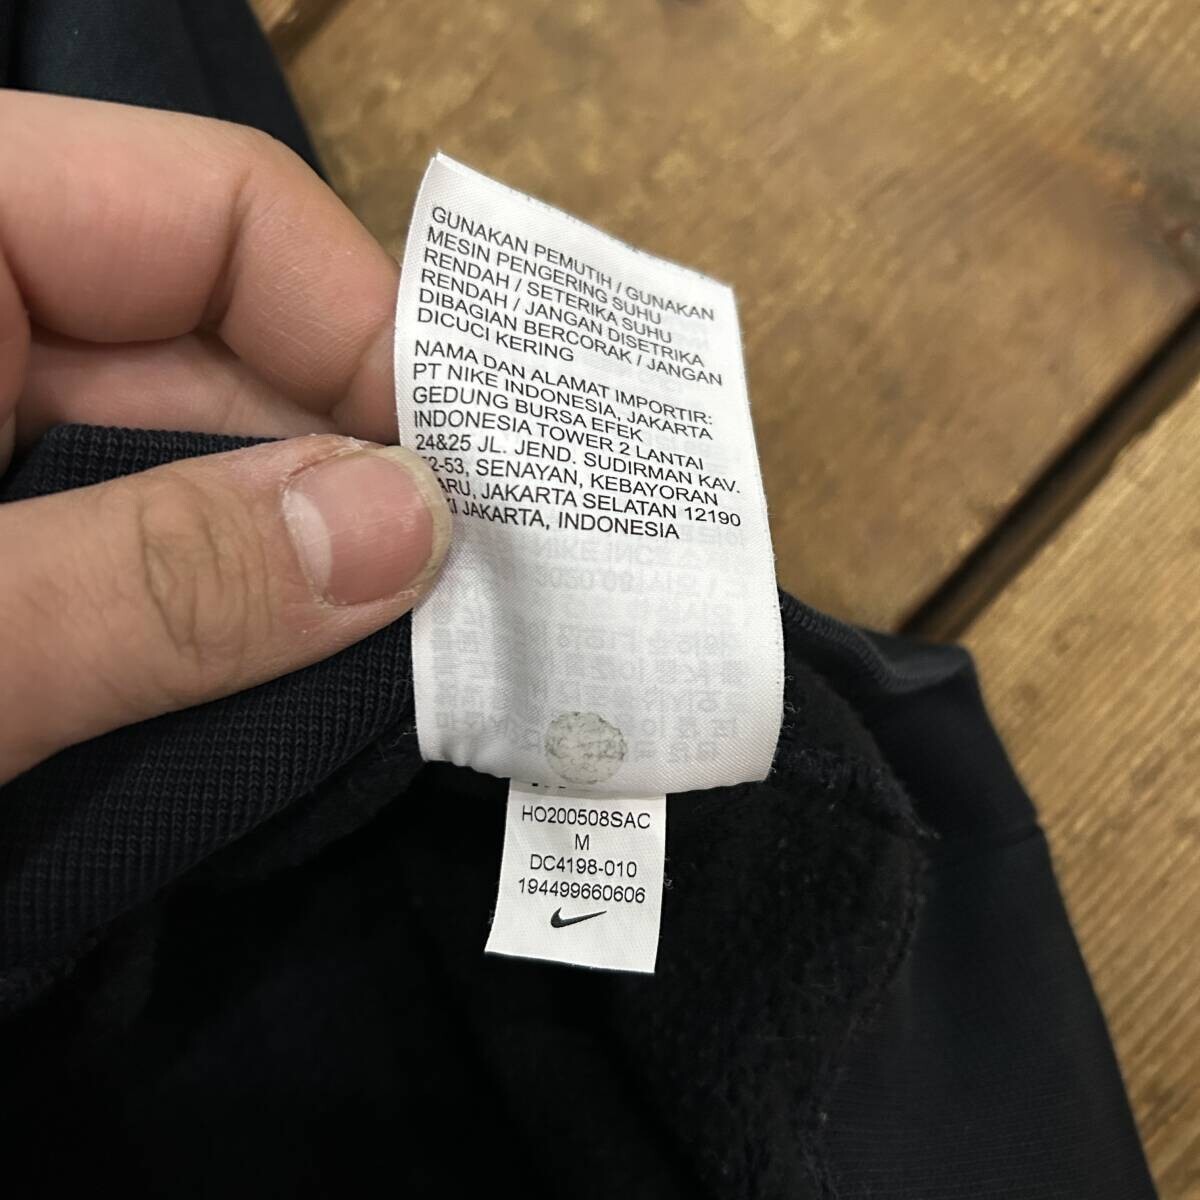 GUNAKAN PEMUTIH / GUNAKAN
MESIN PENGERING SUHU
RENDAH / SETERIKA SUHU
RENDAH / JANGAN DISETRIKA
DIBAGIAN BERCORAK / JANGAN
DICUCI KERING
NAMA DAN ALAMAT IMPORTIR:
PT NIKE INDONESIA, JAKARTA
GEDUNG BURSA EFEK
INDONESIA TOWER 2 LANTAI
24&25 JL. JEND. SUDIRMAN KAV.
52-53, SENAYAN, KEBAYORAN
ARU, JAKARTA SELATAN 12190
KI JAKARTA, INDONESIA
HO200508SAC
M
DC4198-010
194499660606